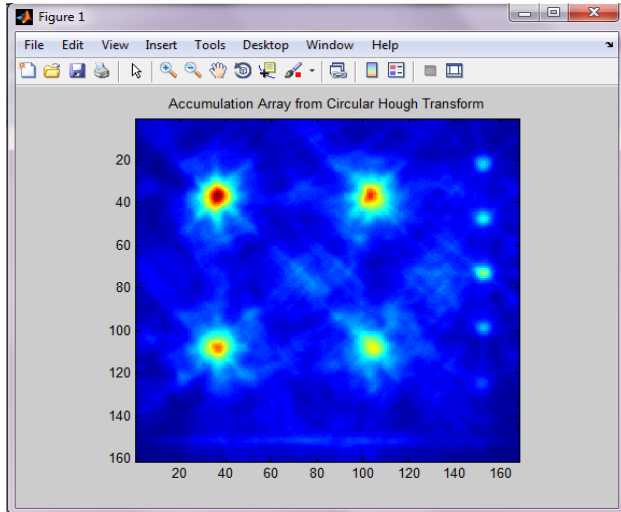 Figure 1
File Edit View Insert Tools Desktop Window Help
Accumulation Array from Circular Hough Transform
20
40
60
80
100
120
140
160
20 40 60 80 100 120 140 160